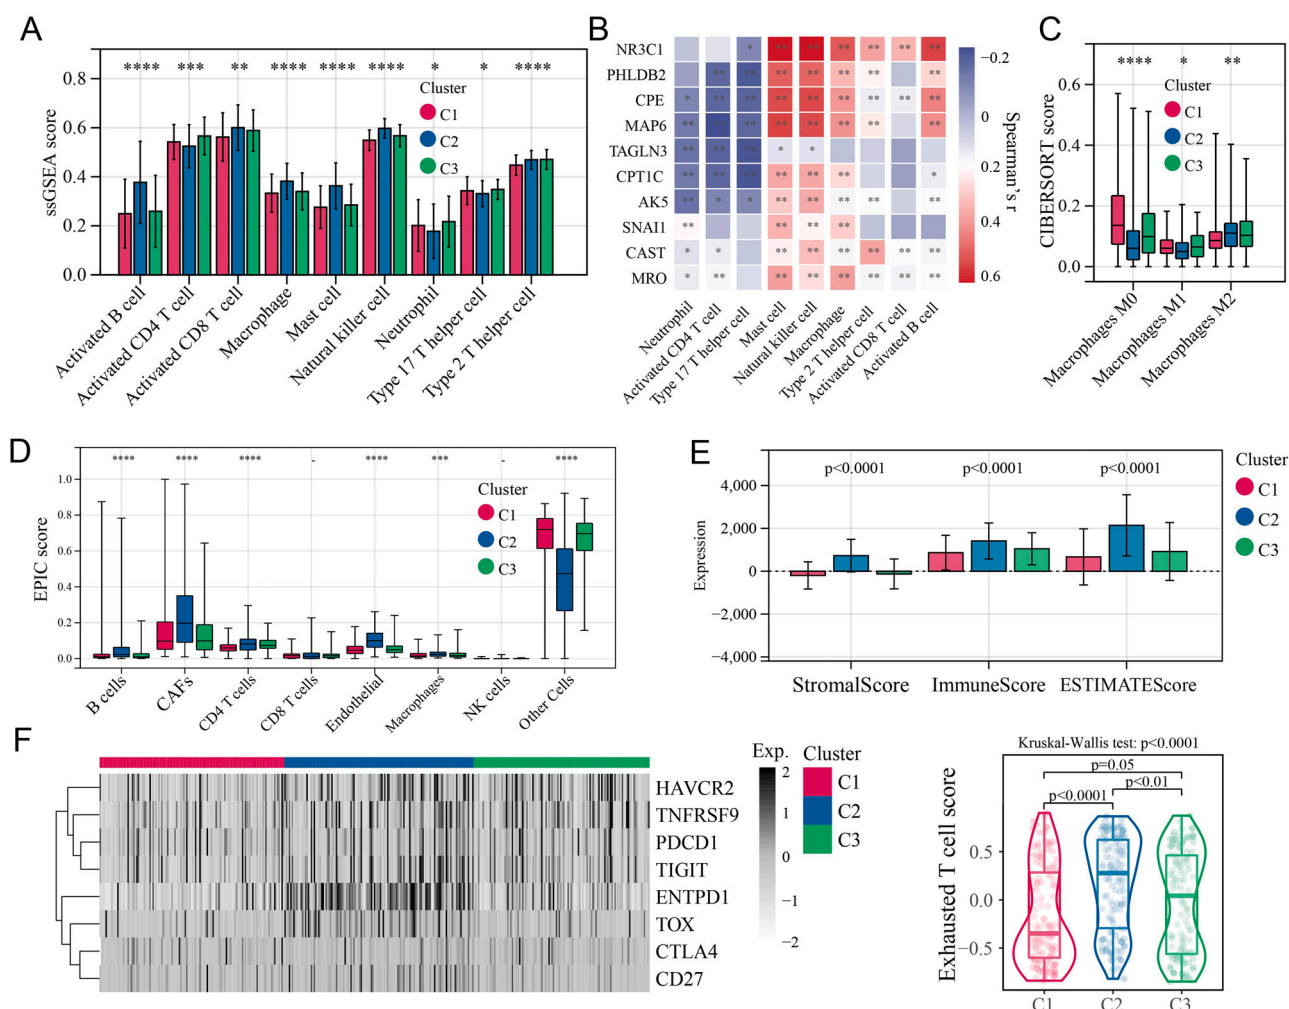 A
ssGSEA score
0.8
0.6
0.4
0.2
0.0
**** *** ** **** **** **** * * ****
Cluster
C1
C2
C3
Activated B cell
Activated CD4 T cell
Activated CD8 T cell
Macrophage
Mast cell
Natural killer cell
Neutrophil
Type 17 T helper cell
Type 2 T helper cell
B
NR3C1 * ** ** ** ** ** **
PHLDB2 ** ** ** ** ** ** **
CPE * ** ** ** ** ** ** ** **
MAP6 ** ** ** ** ** ** ** **
TAGLN3 ** ** ** * *
CPT1C ** ** ** ** ** ** *
AK5 ** * * ** ** ** ** **
SNAI1 ** ** ** **
CAST * * ** ** ** ** ** **
MRO * ** ** ** ** ** ** **
Neutrophil
Activated CD4 T cell
Type 17 T helper cell
Mast cell
Natural killer cell
Macrophage
Type 2 T helper cell
Activated CD8 T cell
Activated B cell
−0.2
0
0.2
0.4
0.6
Spearman's r
C
CIBERSORT score
0.6
0.4
0.2
0.0
**** * **
Cluster
C1
C2
C3
Macrophages M0
Macrophages M1
Macrophages M2
D
EPIC score
1.0
0.8
0.6
0.4
0.2
0.0
**** **** **** - **** *** - ****
Cluster
C1
C2
C3
B cells
CAFs
CD4 T cells
CD8 T cells
Endothelial
Macrophages
NK cells
Other Cells
E
Expression
4,000
2,000
0
−2,000
−4,000
p<0.0001 p<0.0001 p<0.0001
StromalScore ImmuneScore ESTIMATEScore
Cluster
C1
C2
C3
F
HAVCR2
TNFRSF9
PDCD1
TIGIT
ENTPD1
TOX
CTLA4
CD27
Exp.
2
1
0
−1
−2
Cluster
C1
C2
C3
Kruskal-Wallis test: p<0.0001
p=0.05
p<0.01
p<0.0001
Exhausted T cell score
0.5
0.0
−0.5
C1 C2 C3